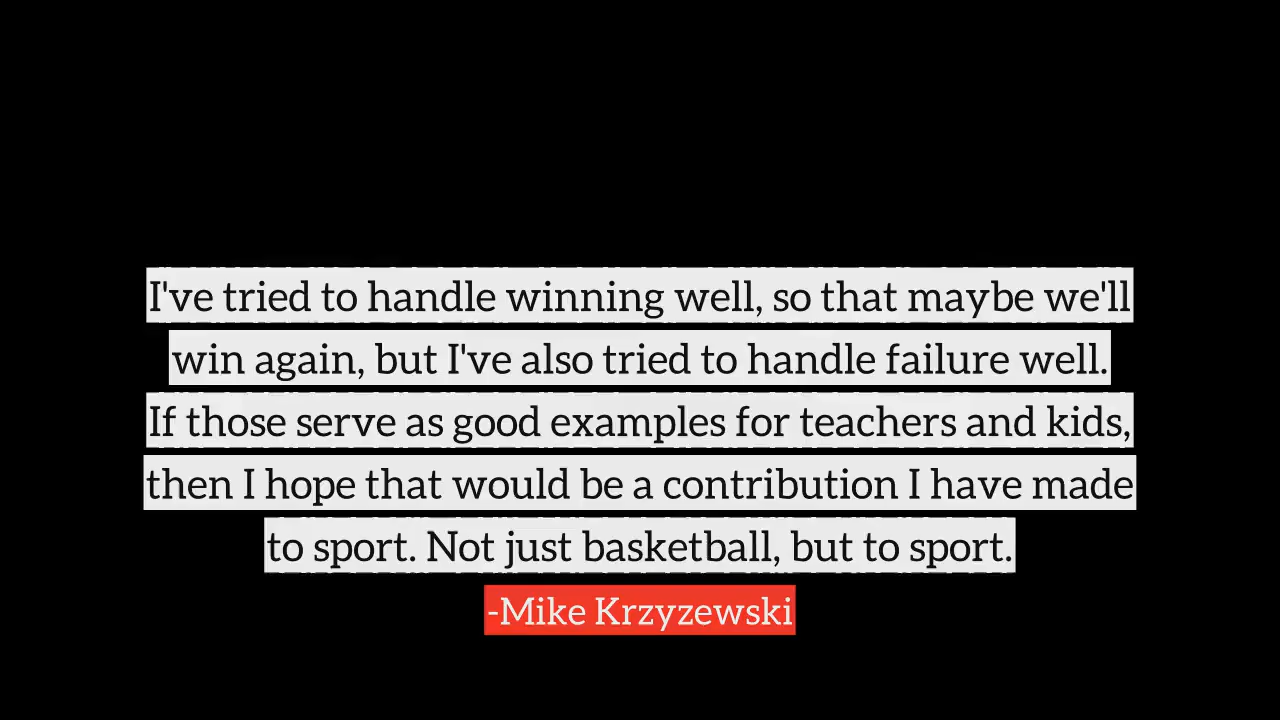 I've tried to handle winning well, so that maybe we'll
win again, but I've also tried to handle failure well.
If those serve as good examples for teachers and kids,
then I hope that would be a contribution I have made
to sport. Not just basketball, but to sport.
-Mike Krzyzewski